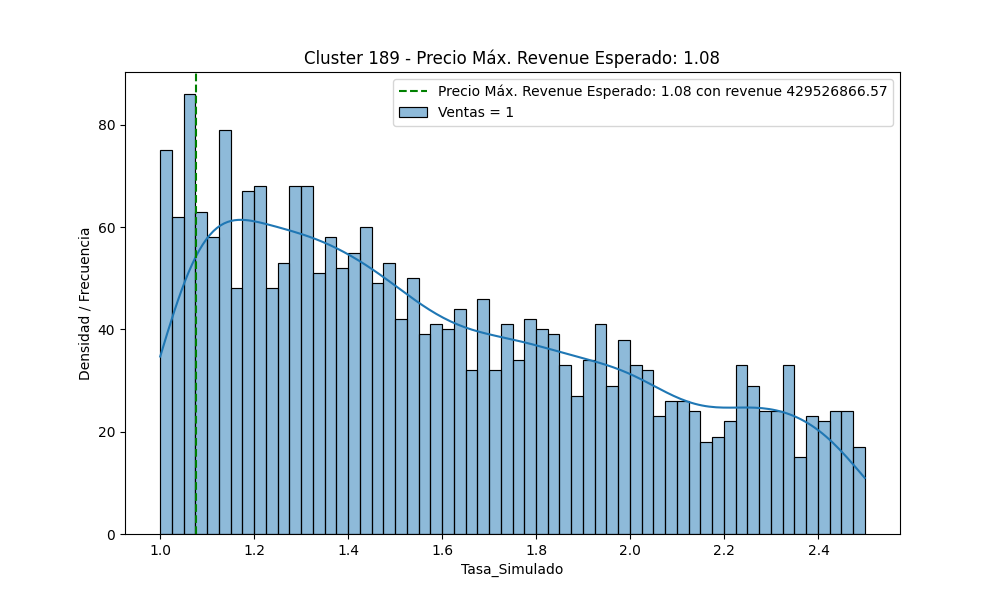 Cluster 189 - Precio Máx. Revenue Esperado: 1.08
Precio Máx. Revenue Esperado: 1.08 con revenue 429526866.57
Ventas = 1
Densidad / Frecuencia
80
60
40
20
0
1.0 1.2 1.4 1.6 1.8 2.0 2.2 2.4
Tasa_Simulado